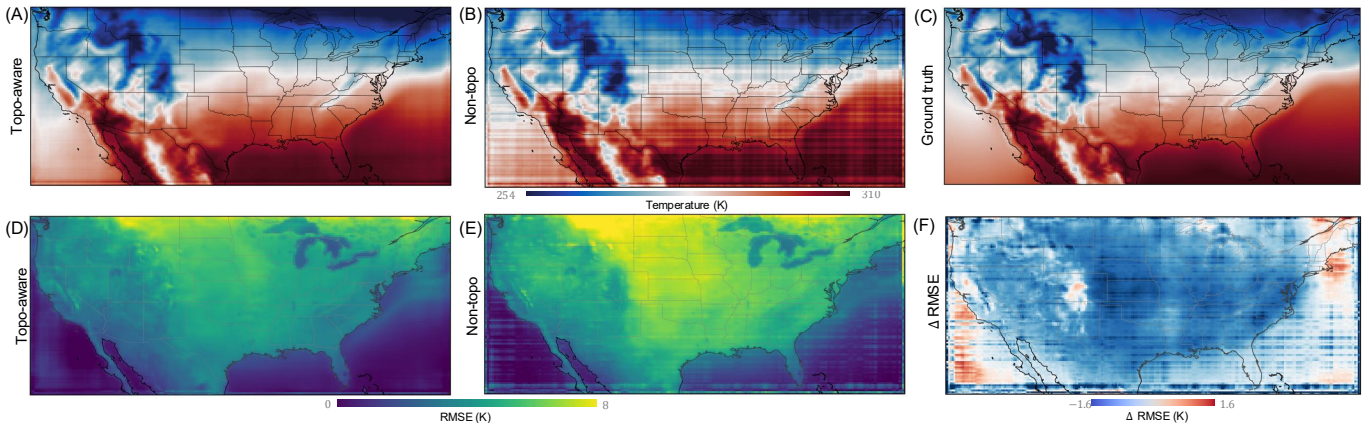 (A)
Topo-aware
(B)
Non-topo
(C)
Ground truth
254
310
Temperature (K)
(D)
Topo-aware
(E)
Non-topo
(F)
Δ RMSE
0
8
RMSE (K)
−1.6
1.6
Δ RMSE (K)